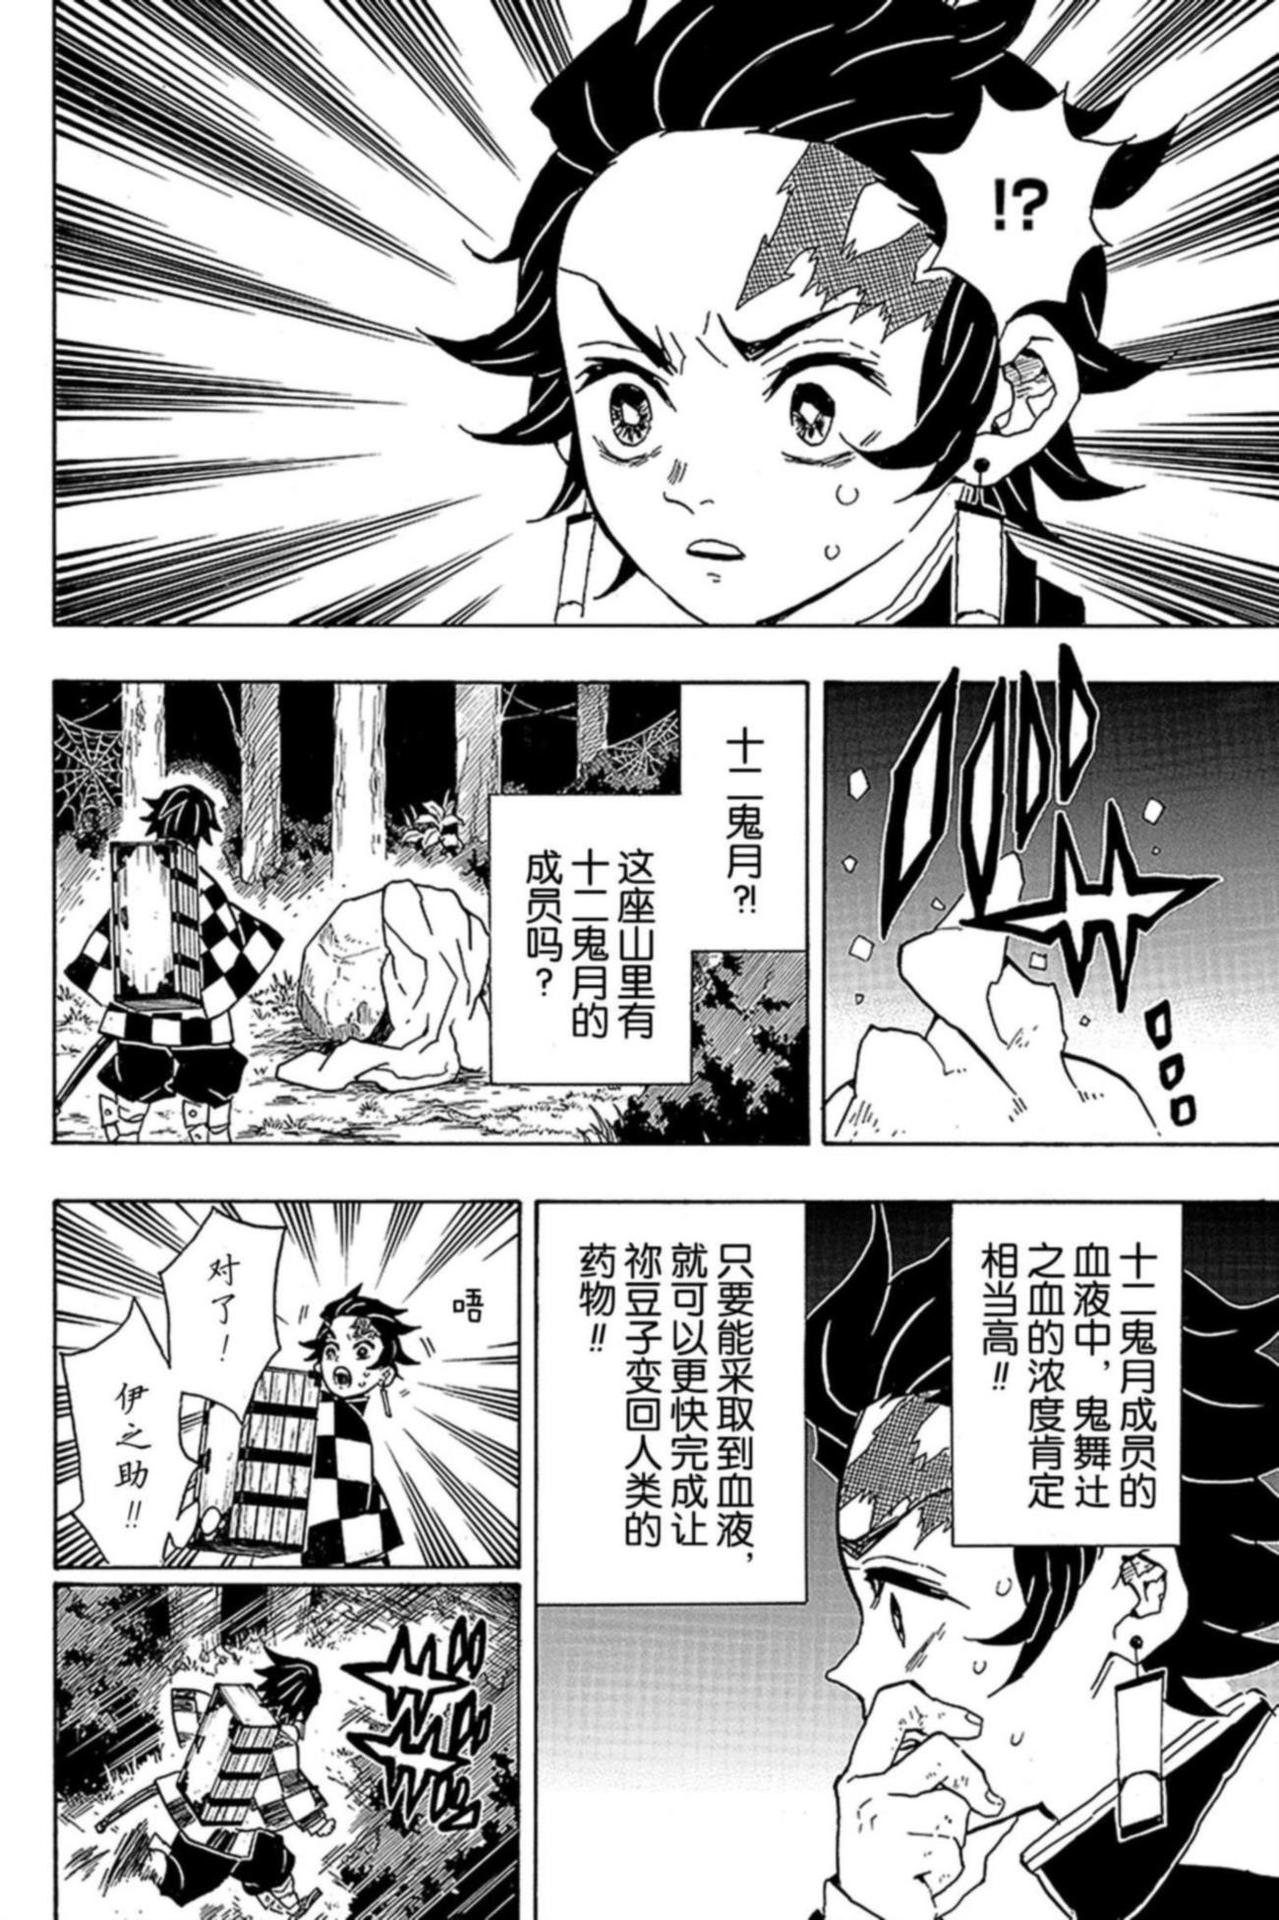 !?
十二鬼月?!
这座山里有
十二鬼月的
成员吗?
十二鬼月成员的
血液中,鬼舞辻
之血的浓度肯定
相当高!!
只要能采取到血液,
就可以更快完成让
祢豆子变回人类的
药物!!
唔
对了!
伊之助!!